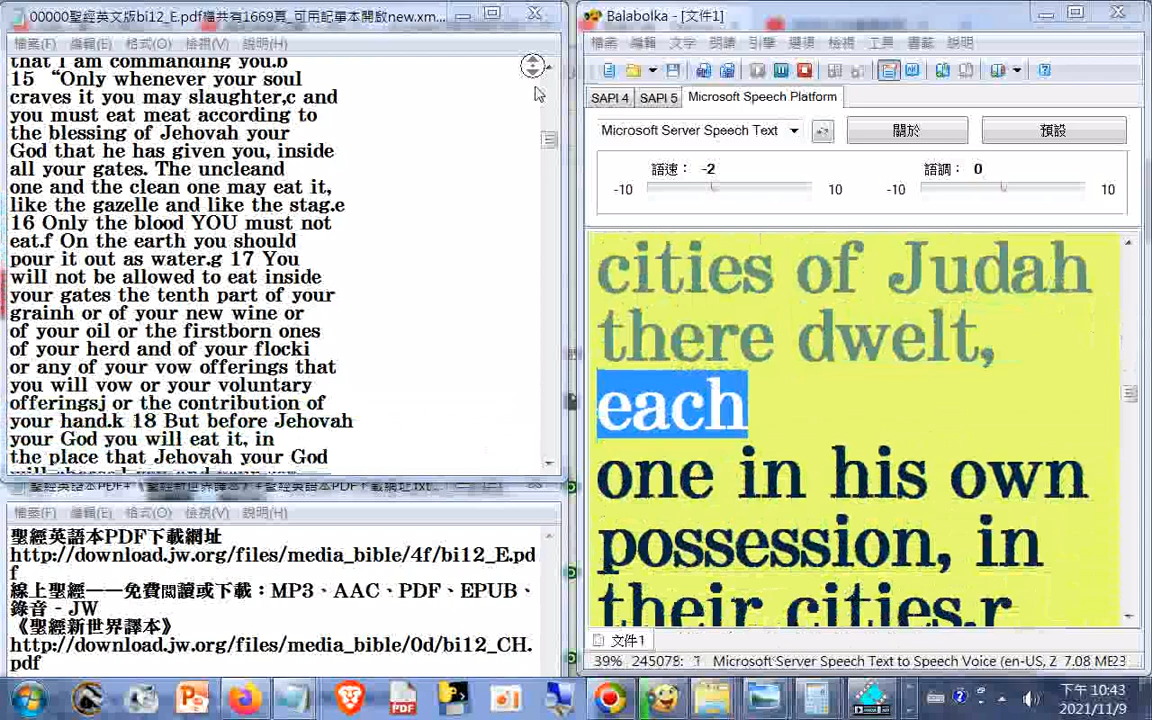 00000聖經英文版bi12_E.pdf檔共有1669頁_可用記事本開啟new.xm...
檔案(F) 編輯(E) 格式(O) 檢視(V) 說明(H)
that I am commanding you.b
15 “Only whenever your soul
craves it you may slaughter,c and
you must eat meat according to
the blessing of Jehovah your
God that he has given you, inside
all your gates. The uncleand
one and the clean one may eat it,
like the gazelle and like the stag.e
16 Only the blood YOU must not
eat.f On the earth you should
pour it out as water.g 17 You
will not be allowed to eat inside
your gates the tenth part of your
grainh or of your new wine or
of your oil or the firstborn ones
of your herd and of your flocki
or any of your vow offerings that
you will vow or your voluntary
offeringsj or the contribution of
your hand.k 18 But before Jehovah
your God you will eat it, in
the place that Jehovah your God
檔案(F) 編輯(E) 格式(O) 檢視(V) 說明(H)
聖經英語本PDF下載網址
http://download.jw.org/files/media_bible/4f/bi12_E.pd
f
線上聖經——免費閱讀或下載：MP3、AAC、PDF、EPUB、
錄音 - JW
《聖經新世界譯本》
http://download.jw.org/files/media_bible/0d/bi12_CH.
pdf
Balabolka - [文件1]
檔案 編輯 文字 朗讀 引擎 選項 檢視 工具 書籤 說明
SAPI 4 SAPI 5 Microsoft Speech Platform
Microsoft Server Speech Text 關於 預設
語速： -2 語調： 0
-10 10 -10 10
cities of Judah
there dwelt,
each
one in his own
possession, in
their cities.r
文件1
39% 245078: Microsoft Server Speech Text to Speech Voice (en-US, Z 7.08 ME23
下午 10:43
2021/11/9